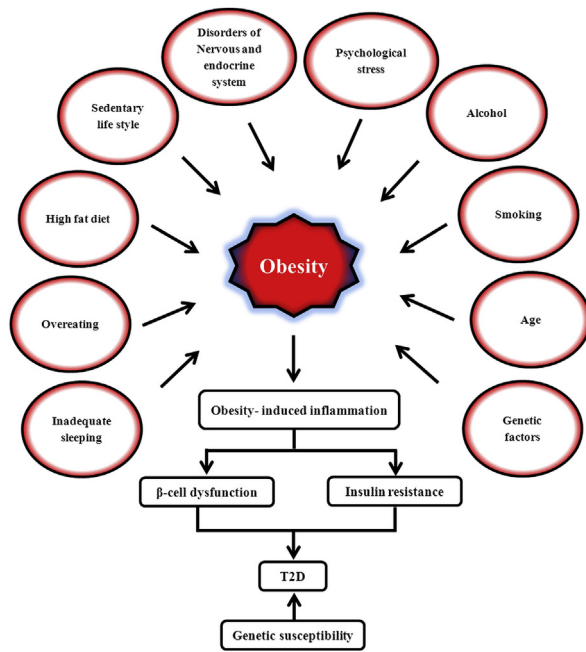 Disorders of
Nervous and
endocrine
system
Psychological
stress
Sedentary
life style
Alcohol
High fat diet
Smoking
Obesity
Overeating
Age
Inadequate
sleeping
Genetic
factors
Obesity- induced inflammation
β-cell dysfunction
Insulin resistance
T2D
Genetic susceptibility